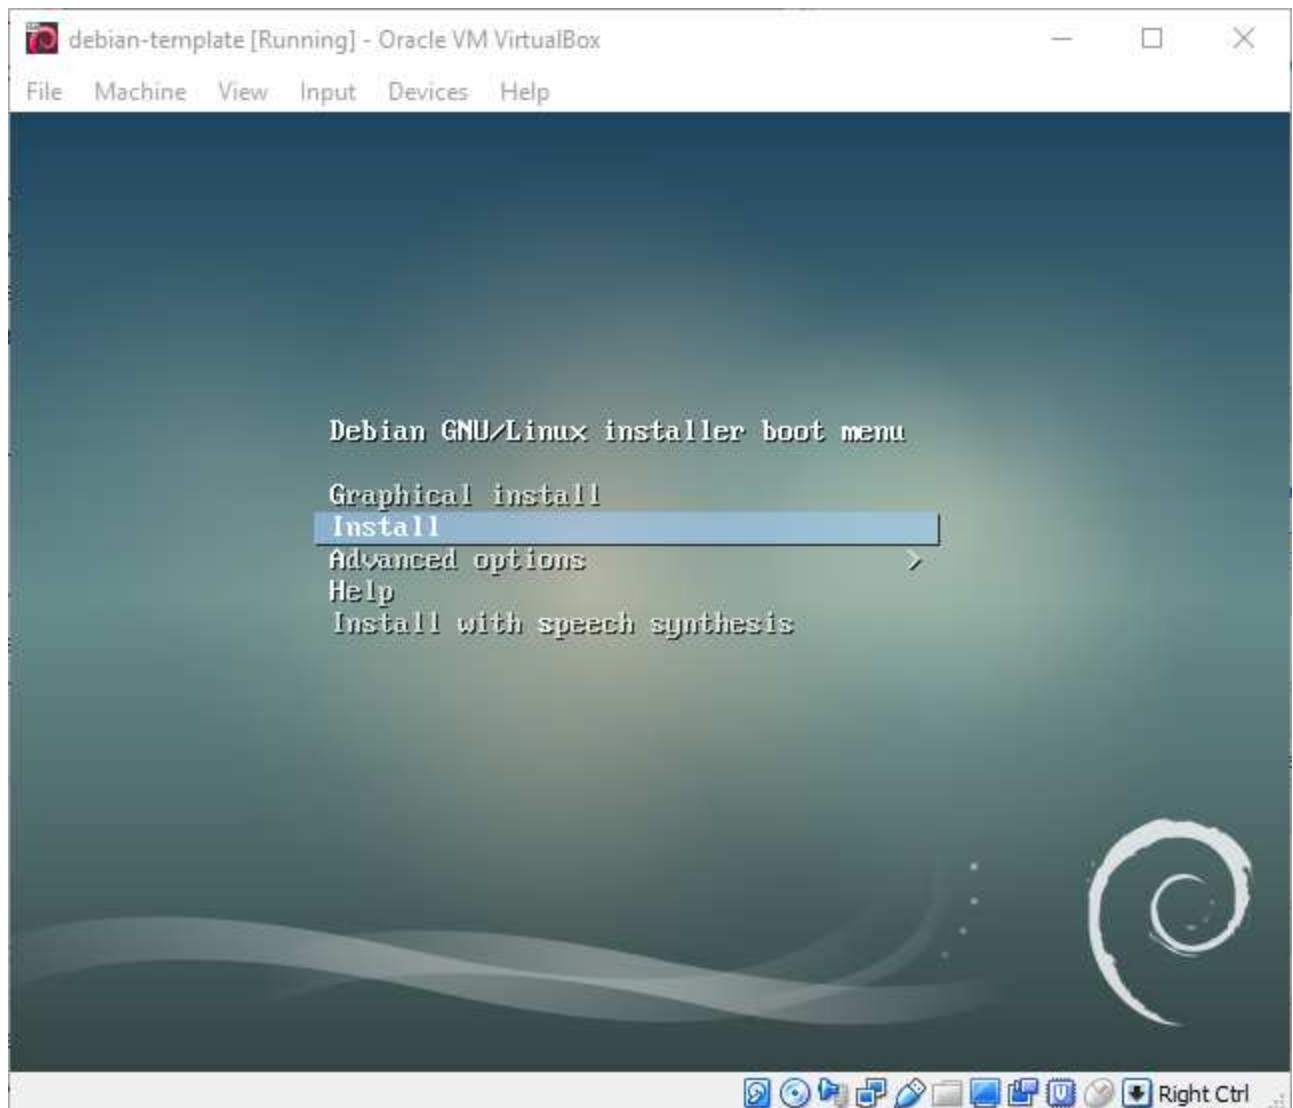 debian-template [Running] - Oracle VM VirtualBox
File Machine View Input Devices Help
Debian GNU/Linux installer boot menu
Graphical install
Install
Advanced options >
Help
Install with speech synthesis
Right Ctrl